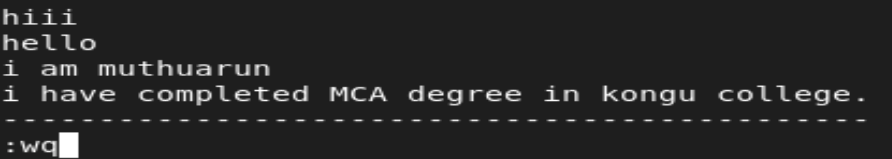 hiii
hello
i am muthuarun
i have completed MCA degree in kongu college.
---------------------------------------------
:wq